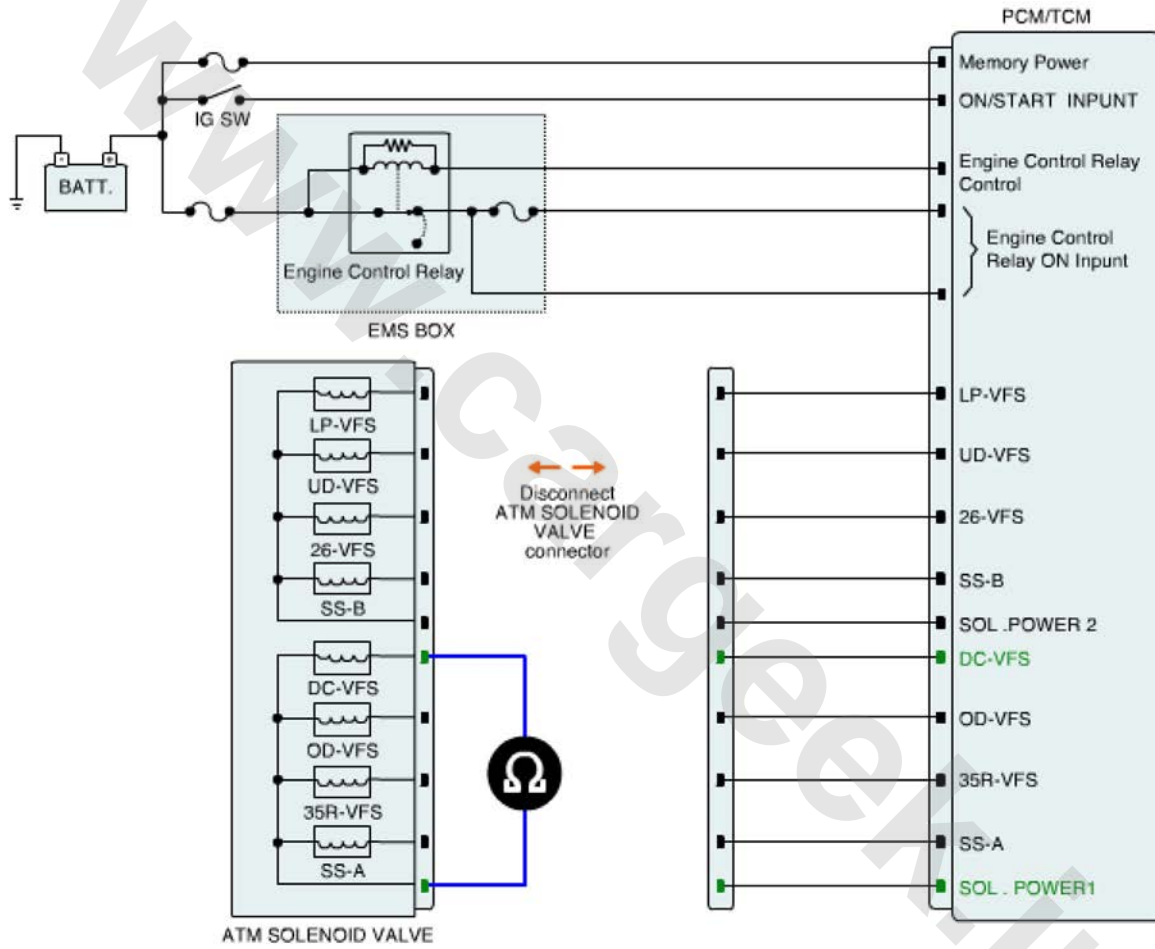 PCM/TCM
Memory Power
ON/START INPUNT
IG SW
BATT.
-
+
Engine Control Relay
Control
Engine Control
Relay ON Inpunt
Engine Control Relay
EMS BOX
LP-VFS
UD-VFS
26-VFS
SS-B
DC-VFS
OD-VFS
35R-VFS
SS-A
ATM SOLENOID VALVE
Disconnect
ATM SOLENOID
VALVE
connector
Ω
LP-VFS
UD-VFS
26-VFS
SS-B
SOL .POWER 2
DC-VFS
OD-VFS
35R-VFS
SS-A
SOL . POWER1
www.cargeek.i